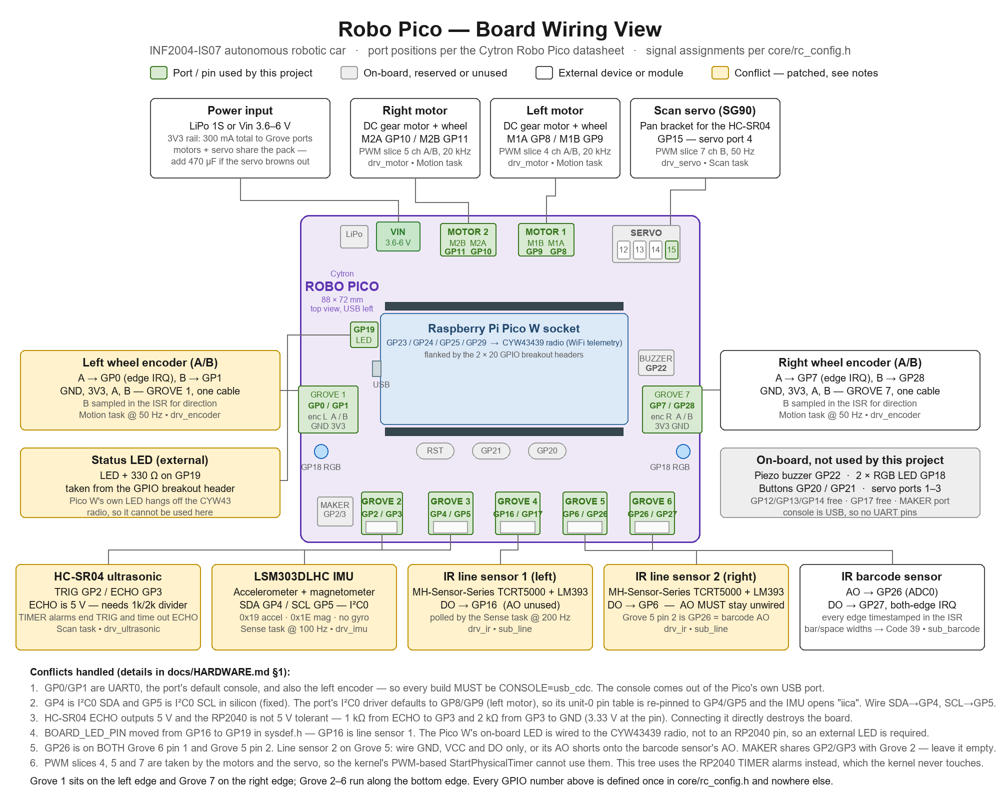 Robo Pico — Board Wiring View
INF2004-IS07 autonomous robotic car · port positions per the Cytron Robo Pico datasheet · signal assignments per core/rc_config.h
Port / pin used by this project
On-board, reserved or unused
External device or module
Conflict — patched, see notes
Power input
LiPo 1S or Vin 3.6–6 V
3V3 rail: 300 mA total to Grove ports
motors + servo share the pack —
add 470 µF if the servo browns out
Right motor
DC gear motor + wheel
M2A GP10 / M2B GP11
PWM slice 5 ch A/B, 20 kHz
drv_motor • Motion task
Left motor
DC gear motor + wheel
M1A GP8 / M1B GP9
PWM slice 4 ch A/B, 20 kHz
drv_motor • Motion task
Scan servo (SG90)
Pan bracket for the HC-SR04
GP15 — servo port 4
PWM slice 7 ch B, 50 Hz
drv_servo • Scan task
LiPo
VIN
3.6-6 V
MOTOR 2
M2B M2A
GP11 GP10
MOTOR 1
M1B M1A
GP9 GP8
SERVO
12 13 14 15
Cytron
ROBO PICO
88 × 72 mm
top view, USB left
GP19
LED
Raspberry Pi Pico W socket
GP23 / GP24 / GP25 / GP29 → CYW43439 radio (WiFi telemetry)
flanked by the 2 × 20 GPIO breakout headers
USB
BUZZER
GP22
Left wheel encoder (A/B)
A → GP0 (edge IRQ), B → GP1
GND, 3V3, A, B — GROVE 1, one cable
B sampled in the ISR for direction
Motion task @ 50 Hz • drv_encoder
GROVE 1
GP0 / GP1
enc L A / B
GND 3V3
GROVE 7
GP7 / GP28
enc R A / B
3V3 GND
Right wheel encoder (A/B)
A → GP7 (edge IRQ), B → GP28
GND, 3V3, A, B — GROVE 7, one cable
B sampled in the ISR for direction
Motion task @ 50 Hz • drv_encoder
Status LED (external)
LED + 330 Ω on GP19
taken from the GPIO breakout header
Pico W's own LED hangs off the CYW43
radio, so it cannot be used here
GP18 RGB
RST
GP21
GP20
GP18 RGB
On-board, not used by this project
Piezo buzzer GP22 · 2 × RGB LED GP18
Buttons GP20 / GP21 · servo ports 1–3
GP12/GP13/GP14 free · GP17 free · MAKER port
console is USB, so no UART pins
MAKER
GP2/3
GROVE 2
GP2 / GP3
GROVE 3
GP4 / GP5
GROVE 4
GP16 / GP17
GROVE 5
GP6 / GP26
GROVE 6
GP26 / GP27
HC-SR04 ultrasonic
TRIG GP2 / ECHO GP3
ECHO is 5 V — needs 1k/2k divider
TIMER alarms end TRIG and time out ECHO
Scan task • drv_ultrasonic
LSM303DLHC IMU
Accelerometer + magnetometer
SDA GP4 / SCL GP5 — I²C0
0x19 accel · 0x1E mag · no gyro
Sense task @ 100 Hz • drv_imu
IR line sensor 1 (left)
MH-Sensor-Series TCRT5000 + LM393
DO → GP16 (AO unused)
polled by the Sense task @ 200 Hz
drv_ir • sub_line
IR line sensor 2 (right)
MH-Sensor-Series TCRT5000 + LM393
DO → GP6 — AO MUST stay unwired
Grove 5 pin 2 is GP26 = barcode AO
drv_ir • sub_line
IR barcode sensor
AO → GP26 (ADC0)
DO → GP27, both-edge IRQ
every edge timestamped in the ISR
bar/space widths → Code 39 • sub_barcode
Conflicts handled (details in docs/HARDWARE.md §1):
1. GP0/GP1 are UART0, the port's default console, and also the left encoder — so every build MUST be CONSOLE=usb_cdc. The console comes out of the Pico's own USB port.
2. GP4 is I²C0 SDA and GP5 is I²C0 SCL in silicon (fixed). The port's I²C0 driver defaults to GP8/GP9 (left motor), so its unit-0 pin table is re-pinned to GP4/GP5 and the IMU opens "iica". Wire SDA→GP4, SCL→GP5.
3. HC-SR04 ECHO outputs 5 V and the RP2040 is not 5 V tolerant — 1 kΩ from ECHO to GP3 and 2 kΩ from GP3 to GND (3.33 V at the pin). Connecting it directly destroys the board.
4. BOARD_LED_PIN moved from GP16 to GP19 in sysdef.h — GP16 is line sensor 1. The Pico W's on-board LED is wired to the CYW43439 radio, not to an RP2040 pin, so an external LED is required.
5. GP26 is on BOTH Grove 6 pin 1 and Grove 5 pin 2. Line sensor 2 on Grove 5: wire GND, VCC and DO only, or its AO shorts onto the barcode sensor's AO. MAKER shares GP2/GP3 with Grove 2 — leave it empty.
6. PWM slices 4, 5 and 7 are taken by the motors and the servo, so the kernel's PWM-based StartPhysicalTimer cannot use them. This tree uses the RP2040 TIMER alarms instead, which the kernel never touches.
Grove 1 sits on the left edge and Grove 7 on the right edge; Grove 2–6 run along the bottom edge. Every GPIO number above is defined once in core/rc_config.h and nowhere else.